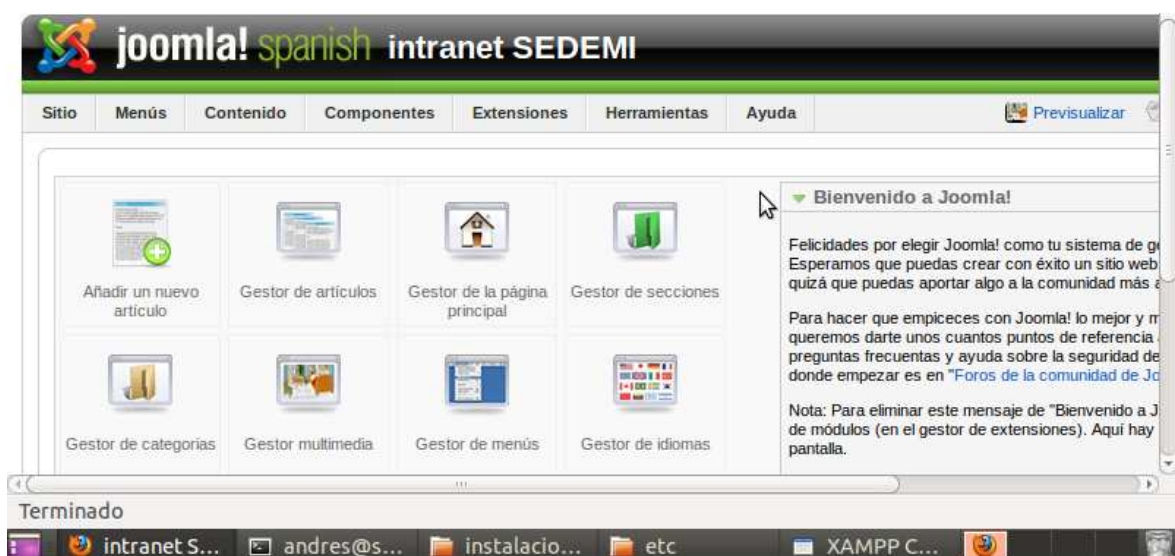 joomla! spanish intranet SEDEMI
Sitio Menús Contenido Componentes Extensiones Herramientas Ayuda Previsualizar
Añadir un nuevo artículo
Gestor de artículos
Gestor de la página principal
Gestor de secciones
Gestor de categorías
Gestor multimedia
Gestor de menús
Gestor de idiomas
Bienvenido a Joomla!
Felicidades por elegir Joomla! como tu sistema de
Esperamos que puedas crear con éxito un sitio web
quizá que puedas aportar algo a la comunidad más
Para hacer que empiceces con Joomla! lo mejor y
queremos darte unos cuantos puntos de referencia
preguntas frecuentas y ayuda sobre la seguridad de
donde empezar es en "Foros de la comunidad de
Nota: Para eliminar este mensaje de "Bienvenido a
de módulos (en el gestor de extensiones). Aquí hay
pantalla.
Terminado
intranet S... andres@s... instalacio... etc XAMPP C...